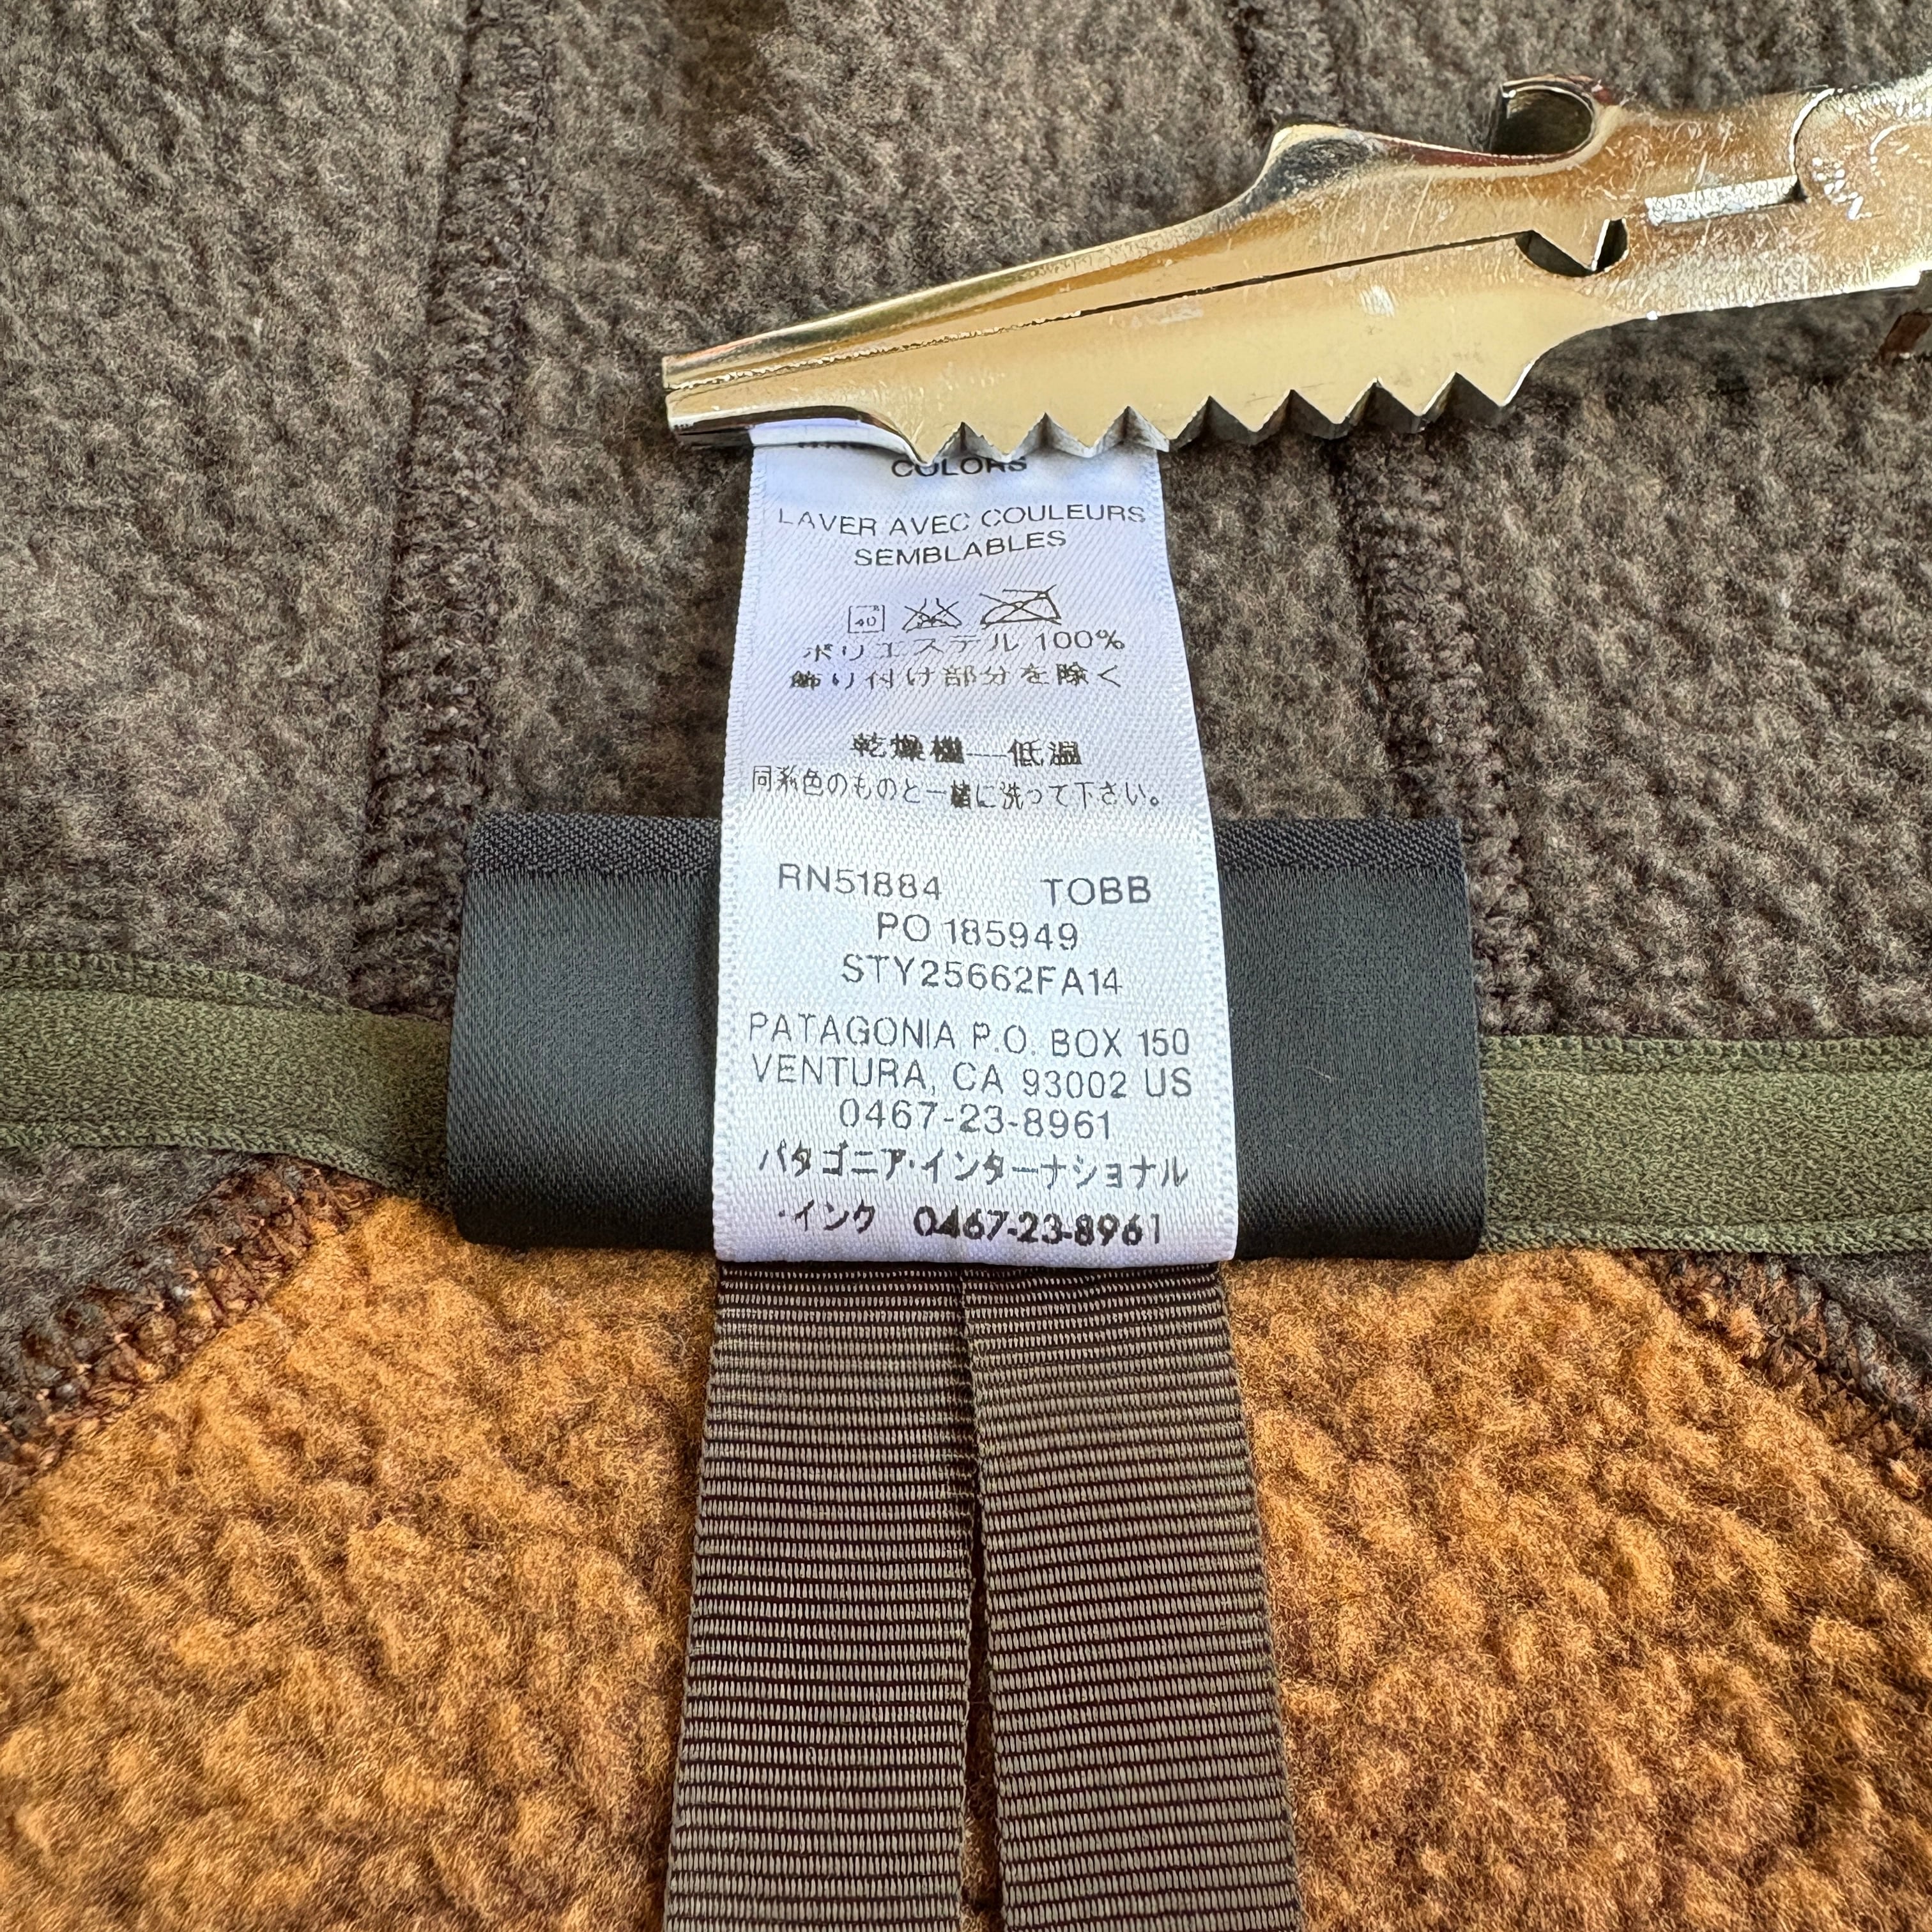 COLORS
LAVER AVEC COULEURS
SEMBLABLES
40
ポリエステル 100%
飾り付け部分を除く
乾燥機—低温
同系色のものと一緒に洗って下さい。
RN51884 TOBB
PO 185949
STY25662FA14
PATAGONIA P.O. BOX 150
VENTURA, CA 93002 US
0467-23-8961
パタゴニア・インターナショナル
・インク 0467-23-8961